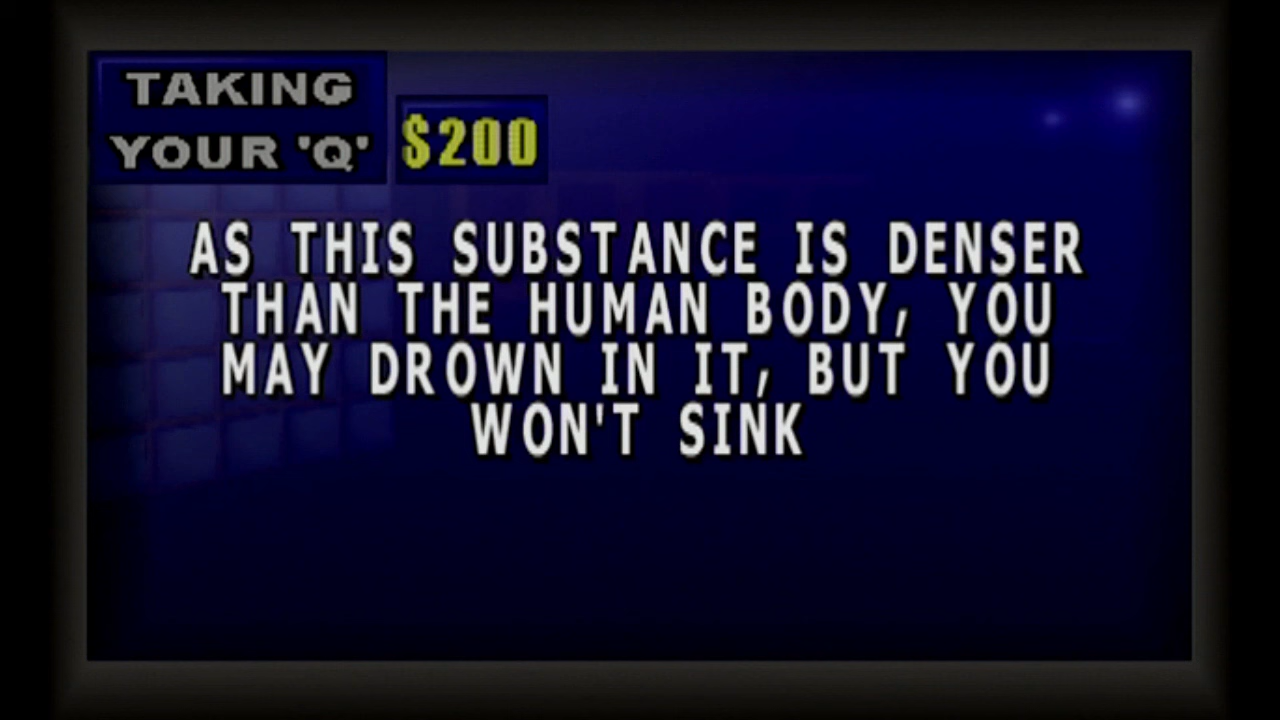 TAKING
YOUR 'Q'
$200
AS THIS SUBSTANCE IS DENSER
THAN THE HUMAN BODY, YOU
MAY DROWN IN IT, BUT YOU
WON'T SINK